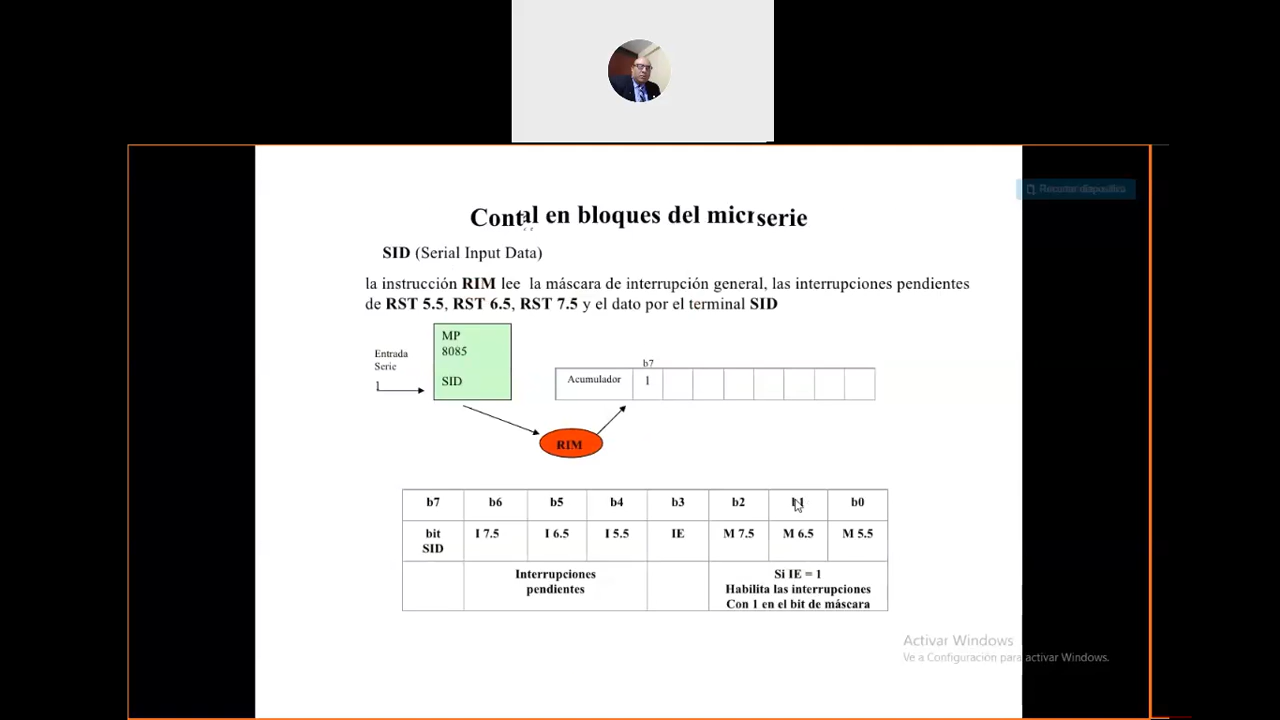 en bloques del
SID (Serial Input Data)
la instrucción RIM lee la máscara de interrupción general, las interrupciones pendientes
de RST 5.5, RST 6.5, RST 7.5 y el dato por el terminal SID
MP
8085
SID
Entrada
Serie
1
b7
Acumulador 1
RIM
b7 b6 b5 b4 b3 b2 b0
bit
SID
I 7.5 I 6.5 I 5.5 IE M 7.5 M 6.5 M 5.5
Interrupciones
pendientes
Si IE = 1
Habilita las interrupciones
Con 1 en el bit de máscara
Activar Windows
Ve a Configuración para activar Windows.